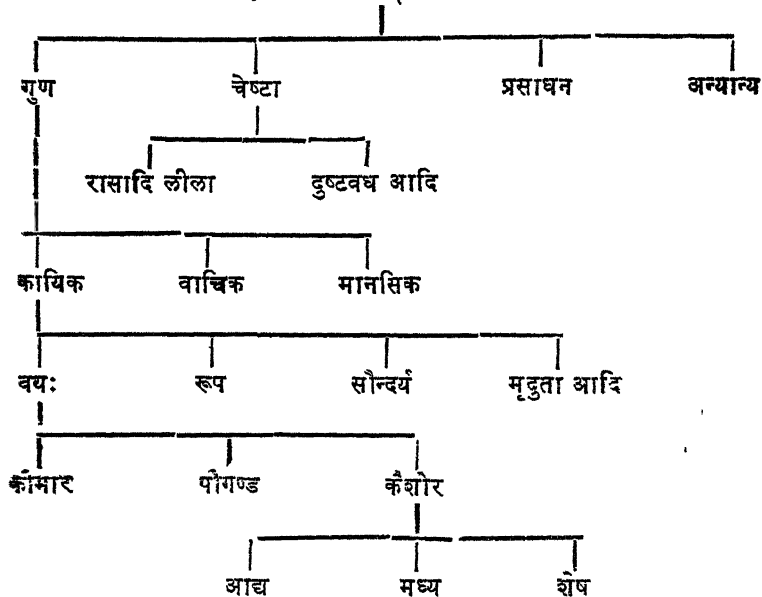 गुण चेष्टा प्रसाधन अन्यान्य
रासादि लीला दुष्टवध आदि
कायिक वाचिक मानसिक
वयः रूप सौन्दर्य मृदुता आदि
कौमार पौगण्ड कैशोर
आद्य मध्य शेष